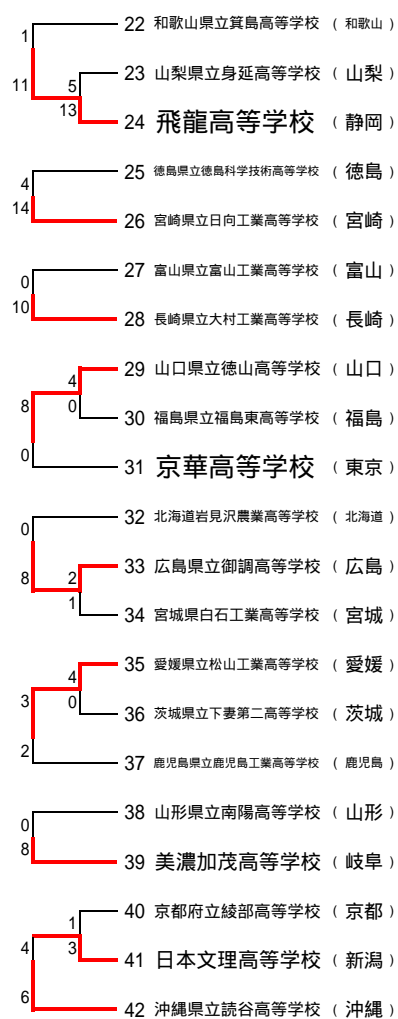 1
22 和歌山県立箕島高等学校 （ 和歌山 ）
11
5
23 山梨県立身延高等学校 （ 山梨 ）
13
24 飛龍高等学校 （ 静岡 ）
4
25 徳島県立徳島科学技術高等学校 （ 徳島 ）
14
26 宮崎県立日向工業高等学校 （ 宮崎 ）
0
27 富山県立富山工業高等学校 （ 富山 ）
10
28 長崎県立大村工業高等学校 （ 長崎 ）
4
29 山口県立徳山高等学校 （ 山口 ）
8
0
30 福島県立福島東高等学校 （ 福島 ）
0
31 京華高等学校 （ 東京 ）
0
32 北海道岩見沢農業高等学校 （ 北海道 ）
8
2
33 広島県立御調高等学校 （ 広島 ）
1
34 宮城県白石工業高等学校 （ 宮城 ）
4
35 愛媛県立松山工業高等学校 （ 愛媛 ）
3
0
36 茨城県立下妻第二高等学校 （ 茨城 ）
2
37 鹿児島県立鹿児島工業高等学校 （ 鹿児島 ）
0
38 山形県立南陽高等学校 （ 山形 ）
8
39 美濃加茂高等学校 （ 岐阜 ）
1
40 京都府立綾部高等学校 （ 京都 ）
4
3
41 日本文理高等学校 （ 新潟 ）
6
42 沖縄県立読谷高等学校 （ 沖縄 ）